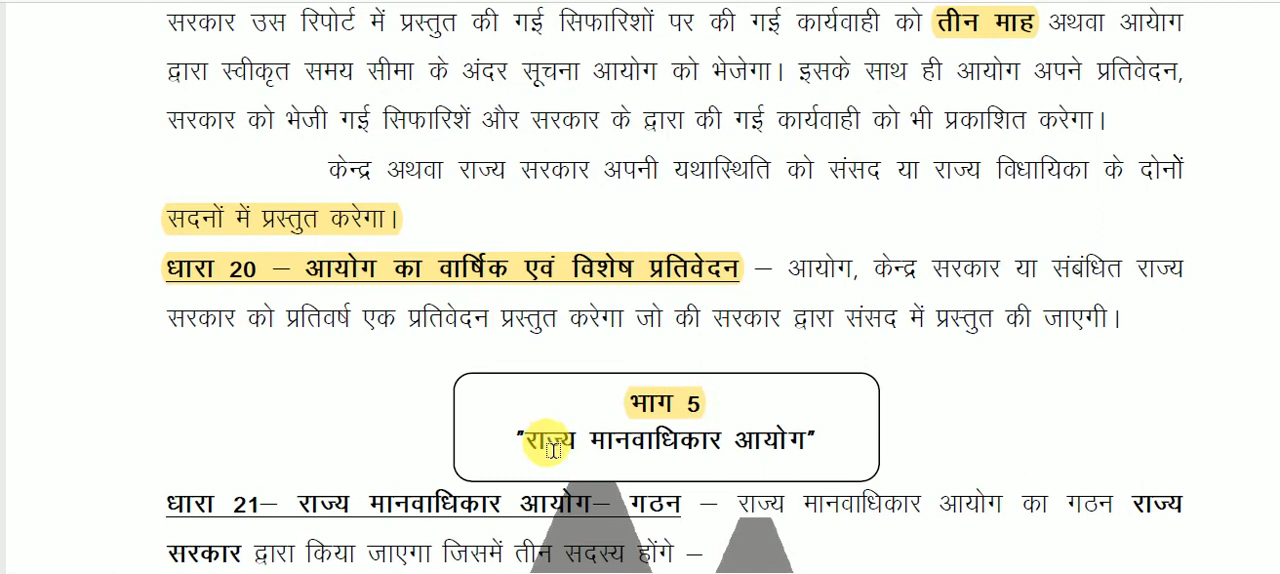 सरकार उस रिपोर्ट में प्रस्तुत की गई सिफारिशों पर की गई कार्यवाही को तीन माह अथवा आयेाग
द्वारा स्वीकृत समय सीमा के अंदर सूचना आयोग को भेजेगा। इसके साथ ही आयोग अपने प्रतिवेदन,
सरकार को भेजी गई सिफारिशें और सरकार के द्वारा की गई कार्यवाही को भी प्रकाशित करेगा।
केन्द्र अथवा राज्य सरकार अपनी यथास्थिति को संसद या राज्य विधायिका के दोनों
सदनों में प्रस्तुत करेगा।
धारा 20 – आयोग का वार्षिक एवं विशेष प्रतिवेदन – आयोग, केन्द्र सरकार या संबंधित राज्य
सरकार को प्रतिवर्ष एक प्रतिवेदन प्रस्तुत करेगा जो की सरकार द्वारा संसद में प्रस्तुत की जाएगी।
भाग 5
"राज्य मानवाधिकार आयोग"
धारा 21– राज्य मानवाधिकार आयोग– गठन – राज्य मानवाधिकार आयोग का गठन राज्य
सरकार द्वारा किया जाएगा जिसमें तीन सदस्य होंगे –